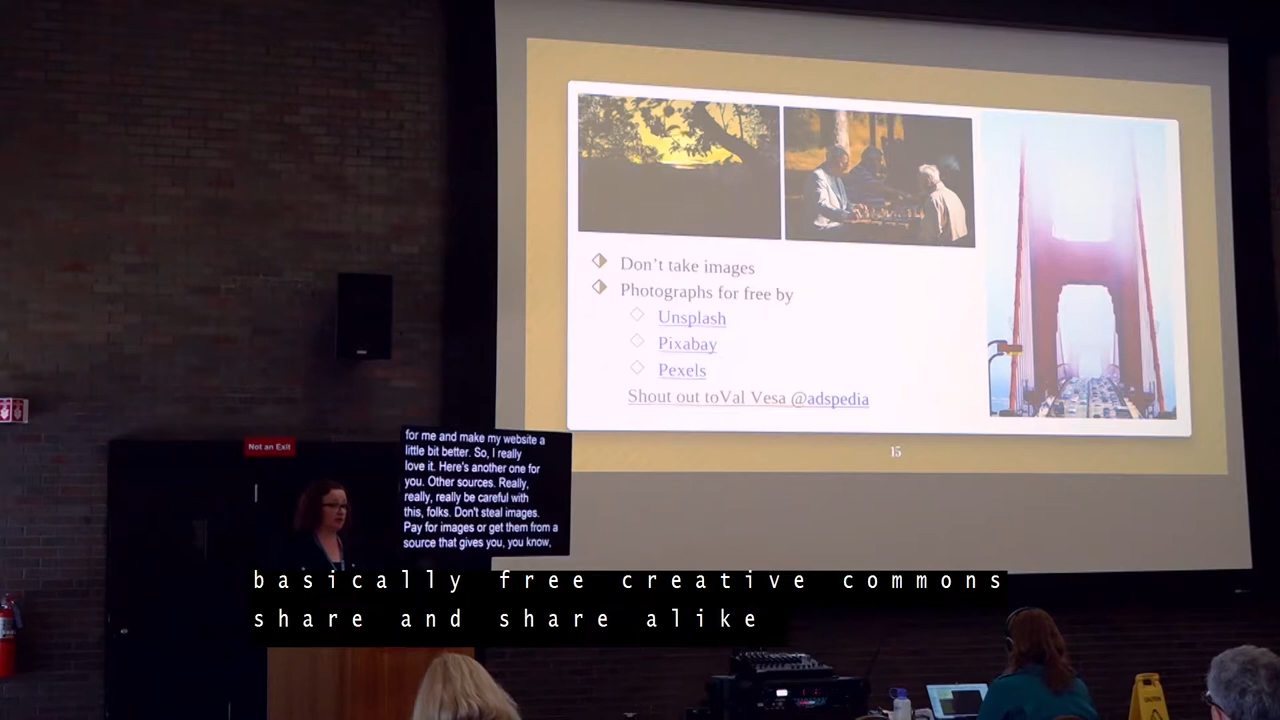 Don't take images
Photographs for free by
Unsplash
Pixabay
Pexels
Shout out toVal Vesa @adspedia
15
Not an Exit
for me and make my website a
little bit better. So, I really
love it. Here's another one for
you. Other sources. Really,
really, really be careful with
this, folks. Don't steal images.
Pay for images or get them from a
source that gives you, you know,
basically free creative commons
share and share alike
CAUTION